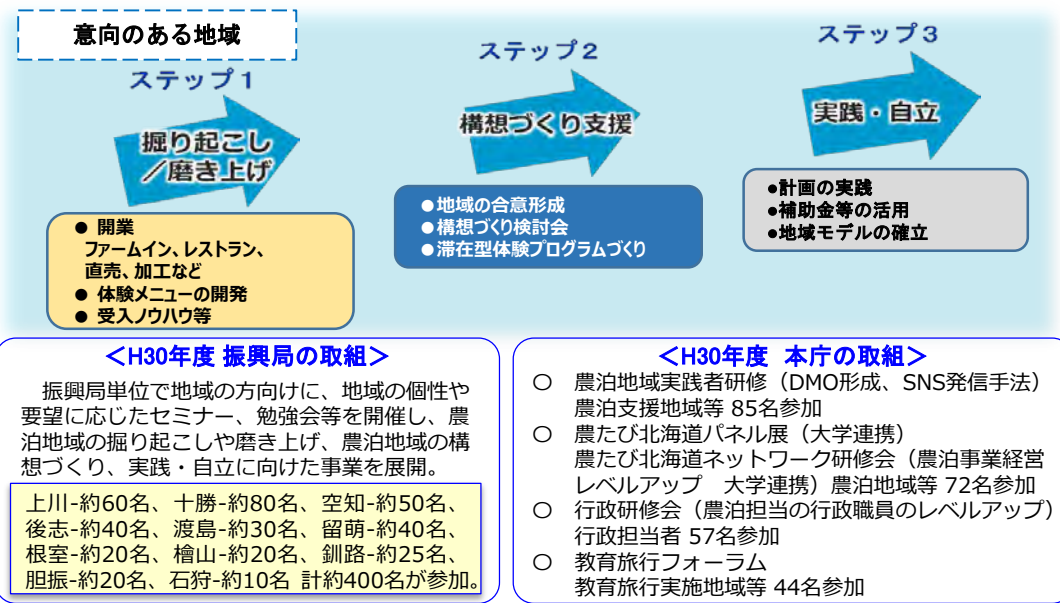 意向のある地域
ステップ1
掘り起こし
／磨き上げ
● 開業
ファームイン、レストラン、
直売、加工など
● 体験メニューの開発
● 受入ノウハウ等
ステップ2
構想づくり支援
●地域の合意形成
●構想づくり検討会
●滞在型体験プログラムづくり
ステップ3
実践・自立
●計画の実践
●補助金等の活用
●地域モデルの確立
＜H30年度 振興局の取組＞
振興局単位で地域の方向けに、地域の個性や
要望に応じたセミナー、勉強会等を開催し、農
泊地域の掘り起こしや磨き上げ、農泊地域の構
想づくり、実践・自立に向けた事業を展開。
上川-約60名、十勝-約80名、空知-約50名、
後志-約40名、渡島-約30名、留萌-約40名、
根室-約20名、檜山-約20名、釧路-約25名、
胆振-約20名、石狩-約10名 計約400名が参加。
＜H30年度 本庁の取組＞
○ 農泊地域実践者研修（DMO形成、SNS発信手法）
農泊支援地域等 85名参加
○ 農たび北海道パネル展（大学連携）
農たび北海道ネットワーク研修会（農泊事業経営
レベルアップ 大学連携）農泊地域等 72名参加
○ 行政研修会（農泊担当の行政職員のレベルアップ）
行政担当者 57名参加
○ 教育旅行フォーラム
教育旅行実施地域等 44名参加